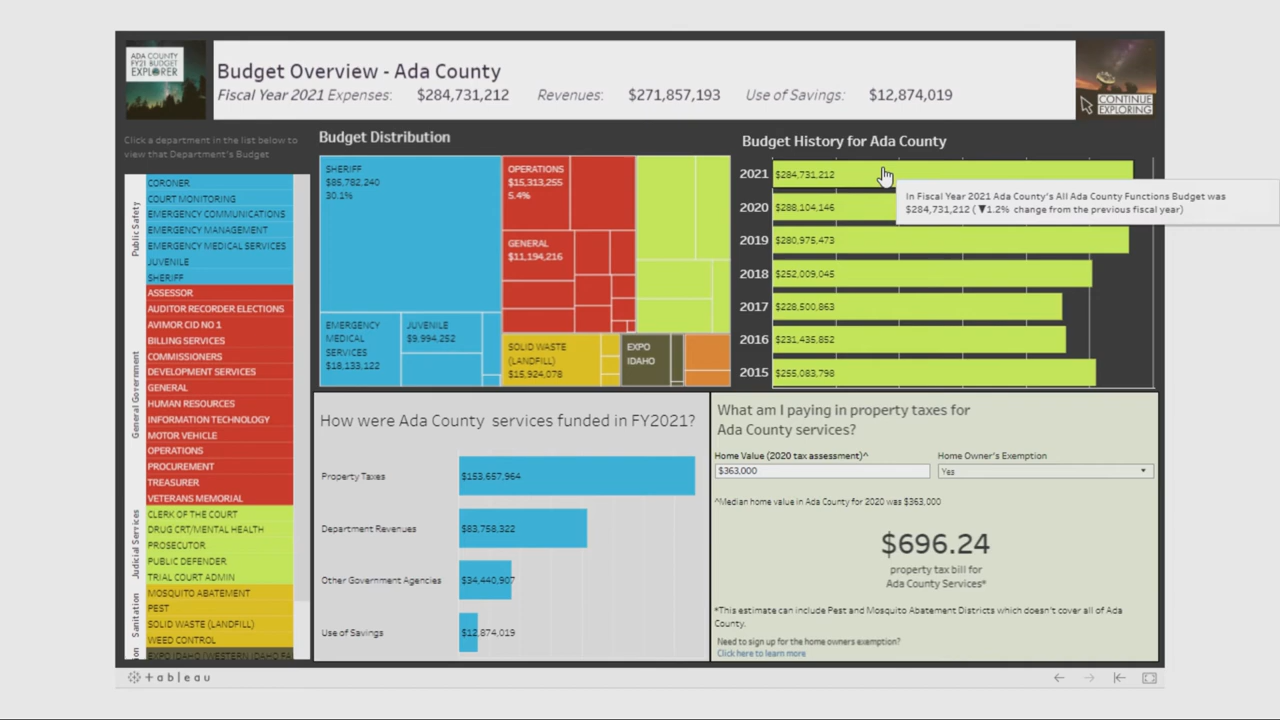 ADA COUNTY
FY21 BUDGET
EXPLORER
Budget Overview - Ada County
Fiscal Year 2021 Expenses: $284,731,212 Revenues: $271,857,193 Use of Savings: $12,874,019
CONTINUE
EXPLORING
Click a department in the list below to
view that Department's Budget
Public Safety
CORONER
COURT MONITORING
EMERGENCY COMMUNICATIONS
EMERGENCY MANAGEMENT
EMERGENCY MEDICAL SERVICES
JUVENILE
SHERIFF
General Government
ASSESSOR
AUDITOR RECORDER ELECTIONS
AVIMOR CID NO 1
BILLING SERVICES
COMMISSIONERS
DEVELOPMENT SERVICES
GENERAL
HUMAN RESOURCES
INFORMATION TECHNOLOGY
MOTOR VEHICLE
OPERATIONS
PROCUREMENT
TREASURER
VETERANS MEMORIAL
Judicial Services
CLERK OF THE COURT
DRUG CRT/MENTAL HEALTH
PROSECUTOR
PUBLIC DEFENDER
TRIAL COURT ADMIN
Sanitation
MOSQUITO ABATEMENT
PEST
SOLID WASTE (LANDFILL)
WEED CONTROL
EXPO IDAHO (WESTERN IDAHO FA
Budget Distribution
SHERIFF
$85,782,240
30.1%
OPERATIONS
$15,313,255
5.4%
GENERAL
$11,194,216
EMERGENCY
MEDICAL
SERVICES
$18,133,122
JUVENILE
$9,994,252
SOLID WASTE
(LANDFILL)
$15,924,078
EXPO
IDAHO
Budget History for Ada County
2021 $284,731,212
2020 $288,104,146
2019 $280,975,473
2018 $252,009,045
2017 $228,500,863
2016 $231,435,852
2015 $255,083,798
In Fiscal Year 2021 Ada County's All Ada County Functions Budget was
$284,731,212 (▼1.2% change from the previous fiscal year)
How were Ada County services funded in FY2021?
Property Taxes $153,657,964
Department Revenues $83,758,322
Other Government Agencies $34,440,907
Use of Savings $12,874,019
What am I paying in property taxes for
Ada County services?
Home Value (2020 tax assessment)^ Home Owner's Exemption
$363,000 Yes
^Median home value in Ada County for 2020 was $363,000
$696.24
property tax bill for
Ada County Services*
*This estimate can include Pest and Mosquito Abatement Districts which doesn't cover all of Ada
County.
Need to sign up for the home owners exemption?
Click here to learn more
+ableau